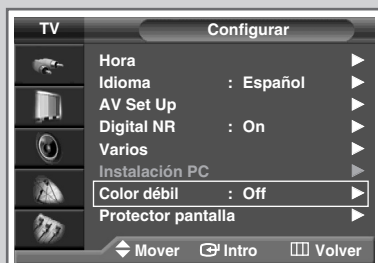 TV Configurar
Hora
Idioma : Español
AV Set Up
Digital NR : On
Varios
Instalación PC
Color débil : Off
Protector pantalla
Mover Intro Volver